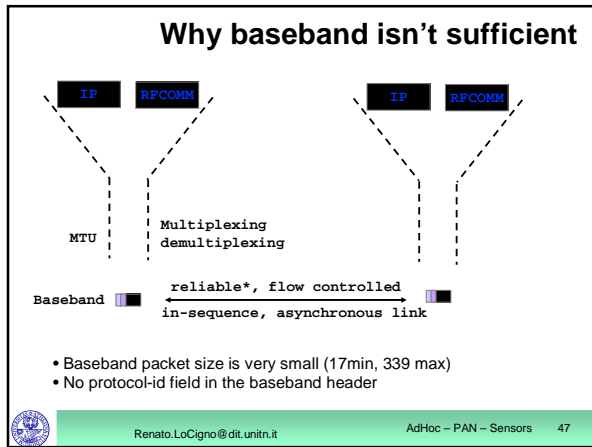 Why baseband isn't sufficient
IP RFCOMM IP RFCOMM
MTU
Multiplexing
demultiplexing
reliable*, flow controlled
Baseband
in-sequence, asynchronous link
• Baseband packet size is very small (17min, 339 max)
• No protocol-id field in the baseband header
Renato.LoCigno@dit.unitn.it AdHoc – PAN – Sensors 47